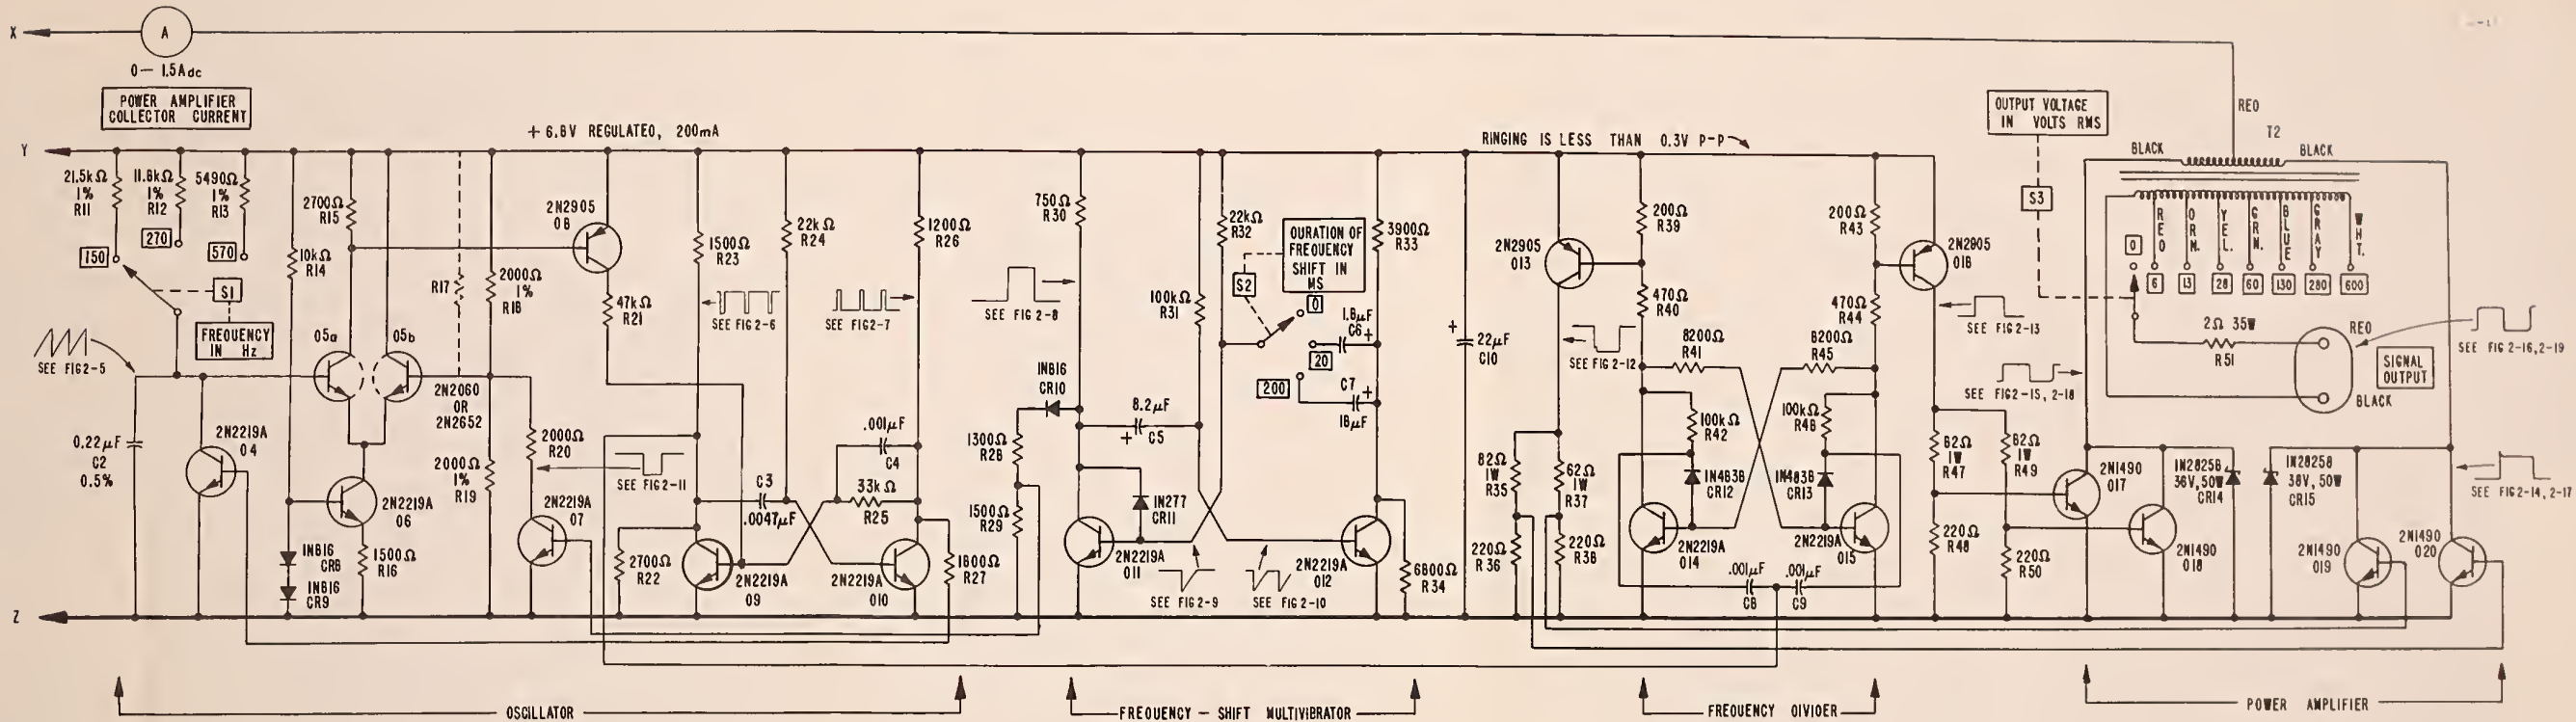 X
A
0 — 1.5Adc
POWER AMPLIFIER
COLLECTOR CURRENT
Y
+ 6.8V REGULATED, 200mA
RINGING IS LESS THAN 0.3V P-P
OUTPUT VOLTAGE
IN VOLTS RMS
RED
T2
BLACK
BLACK
S3
21.5kΩ
1%
R11
11.8kΩ
1%
R12
5490Ω
1%
R13
150
270
570
S1
FREQUENCY
IN Hz
SEE FIG 2-5
0.22µF
C2
0.5%
2N2219A
Q4
10kΩ
R14
2700Ω
R15
Q5a
Q5b
2N2060
OR
2N2652
2N2219A
Q6
1N816
CR8
1N816
CR9
1500Ω
R16
R17
2000Ω
1%
R18
2000Ω
1%
R19
2000Ω
R20
2N2219A
Q7
2N2905
Q8
47kΩ
R21
SEE FIG 2-11
2700Ω
R22
1500Ω
R23
SEE FIG 2-6
22kΩ
R24
SEE FIG 2-7
1200Ω
R26
.001µF
C4
C3
.0047µF
33kΩ
R25
2N2219A
Q9
2N2219A
Q10
1800Ω
R27
750Ω
R30
SEE FIG 2-8
1N816
CR10
1300Ω
R28
1500Ω
R29
8.2µF
+
C5
1N277
CR11
2N2219A
Q11
100kΩ
R31
22kΩ
R32
S2
DURATION OF
FREQUENCY
SHIFT IN
MS
0
20
200
1.8µF
C6
+
C7
+
18µF
3900Ω
R33
SEE FIG 2-9
SEE FIG 2-10
2N2219A
Q12
6800Ω
R34
+
22µF
C10
2N2905
Q13
SEE FIG 2-12
82Ω
1W
R35
220Ω
R36
62Ω
1W
R37
220Ω
R38
200Ω
R39
470Ω
R40
8200Ω
R41
8200Ω
R45
100kΩ
R42
100kΩ
R46
1N483B
CR12
1N483B
CR13
2N2219A
Q14
2N2219A
Q15
.001µF
C8
.001µF
C9
200Ω
R43
470Ω
R44
2N2905
Q16
SEE FIG 2-13
82Ω
1W
R47
220Ω
R48
82Ω
1W
R49
220Ω
R50
SEE FIG 2-15, 2-18
2N1490
Q17
2N1490
Q18
1N2825B
36V, 50W
CR14
1N2825B
38V, 50W
CR15
2N1490
Q19
2N1490
Q20
SEE FIG 2-14, 2-17
RED
ORN.
YEL.
GRN.
BLUE
GRAY
WHT.
0
6
13
28
60
130
280
600
2Ω 35W
R51
RED
BLACK
SIGNAL
OUTPUT
SEE FIG 2-16, 2-19
Z
OSCILLATOR
FREQUENCY - SHIFT MULTIVIBRATOR
FREQUENCY DIVIDER
POWER AMPLIFIER